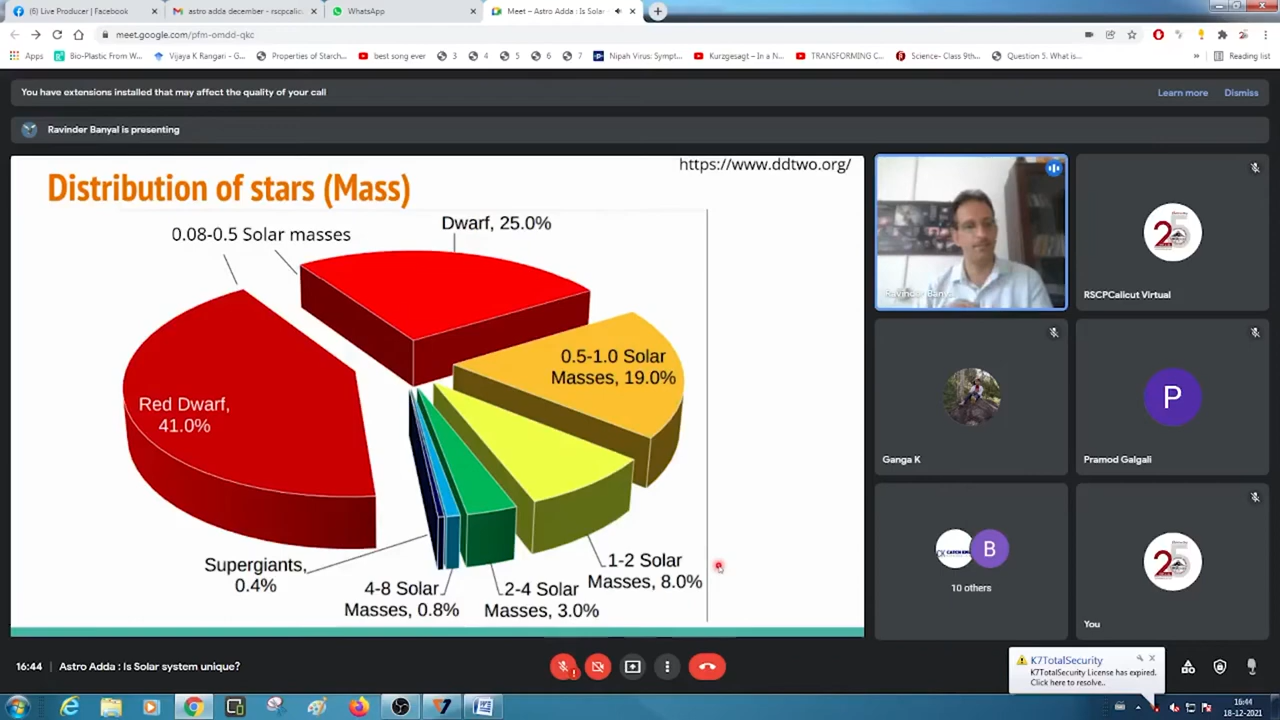 (6) Live Producer | Facebook
astro adda december - rscpcalic
WhatsApp
Meet – Astro Adda : Is Solar
meet.google.com/pfm-omdd-qkc
Apps
Bio-Plastic From W...
Vijaya K Rangari - G...
Properties of Starch...
best song ever
3
4
5
6
7
Nipah Virus: Sympt...
Kurzgesagt – In a N...
TRANSFORMING C...
Science- Class 9th...
Question 5. What is...
»
Reading list
You have extensions installed that may affect the quality of your call
Learn more
Dismiss
Ravinder Banyal is presenting
https://www.ddtwo.org/
Distribution of stars (Mass)
Dwarf, 25.0%
0.08-0.5 Solar masses
0.5-1.0 Solar
Masses, 19.0%
Red Dwarf,
41.0%
Supergiants,
0.4%
4-8 Solar
Masses, 0.8%
2-4 Solar
Masses, 3.0%
1-2 Solar
Masses, 8.0%
Ravinder Banyal
25
RSCPCalicut Virtual
Ganga K
P
Pramod Galgali
B
10 others
25
You
16:44
Astro Adda : Is Solar system unique?
K7TotalSecurity
K7TotalSecurity License has expired.
Click here to resolve..
16:44
18-12-2021